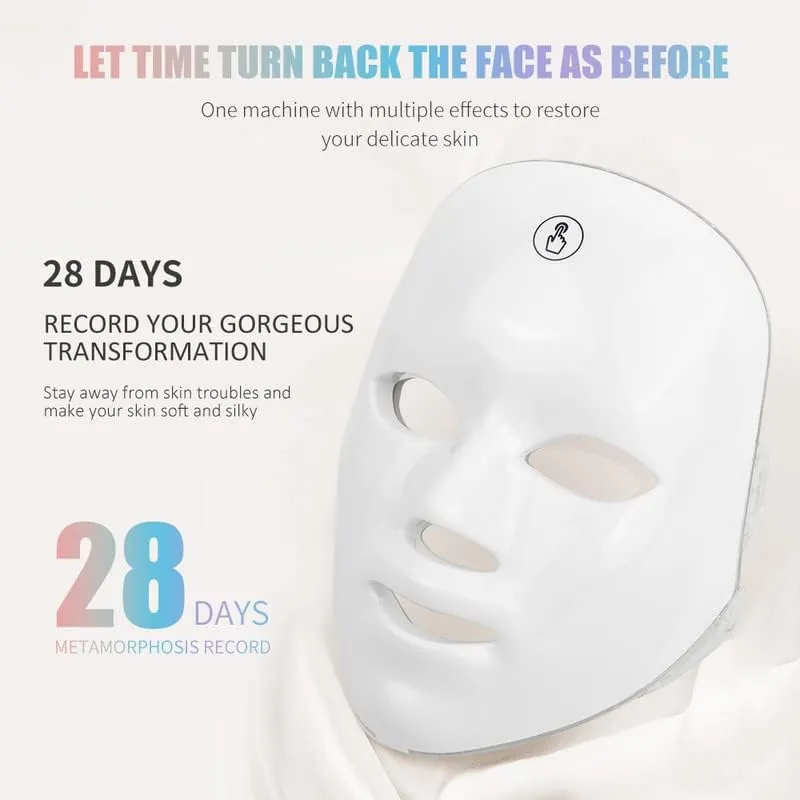 LET TIME TURN BACK THE FACE AS BEFORE
One machine with multiple effects to restore
your delicate skin
28 DAYS
RECORD YOUR GORGEOUS
TRANSFORMATION
Stay away from skin troubles and
make your skin soft and silky
28 DAYS
METAMORPHOSIS RECORD